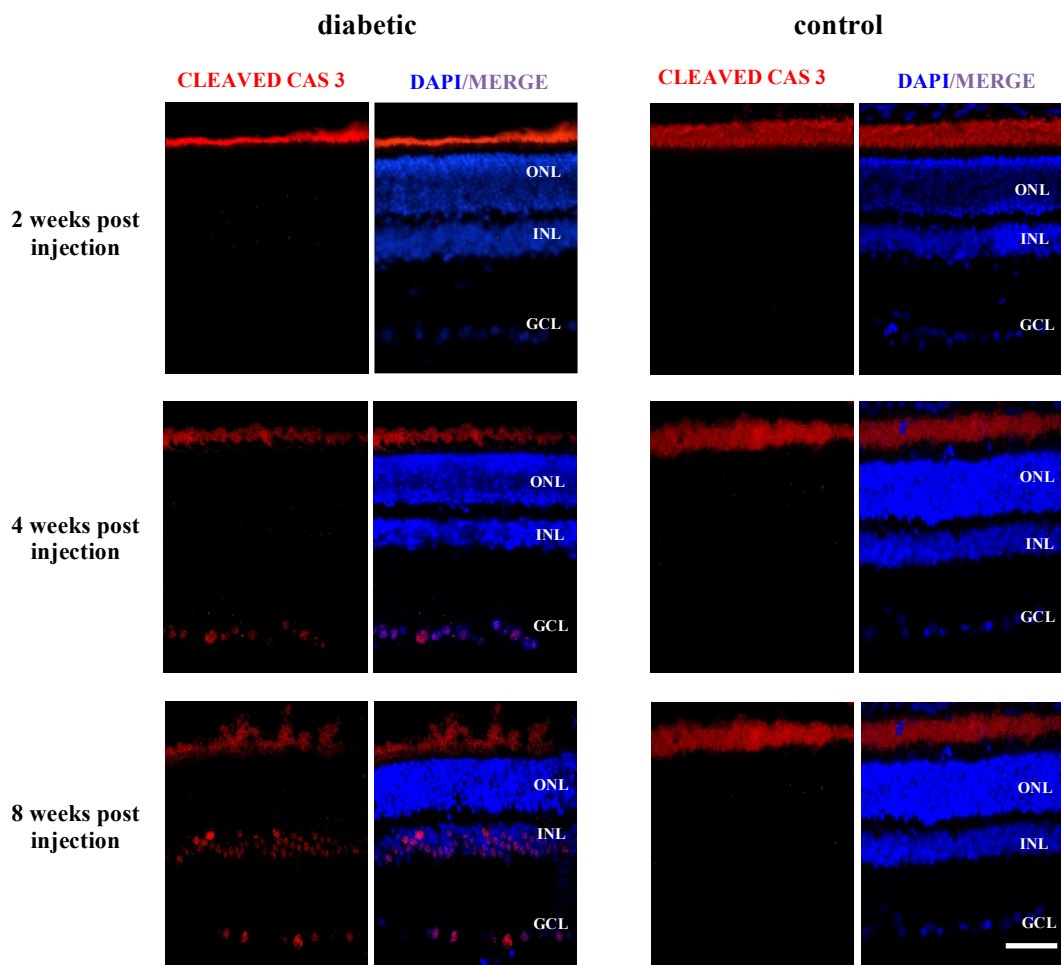 diabetic
control
CLEAVED CAS 3
DAPI/MERGE
CLEAVED CAS 3
DAPI/MERGE
2 weeks post
injection
ONL
INL
GCL
ONL
INL
GCL
4 weeks post
injection
ONL
INL
GCL
ONL
INL
GCL
8 weeks post
injection
ONL
INL
GCL
ONL
INL
GCL